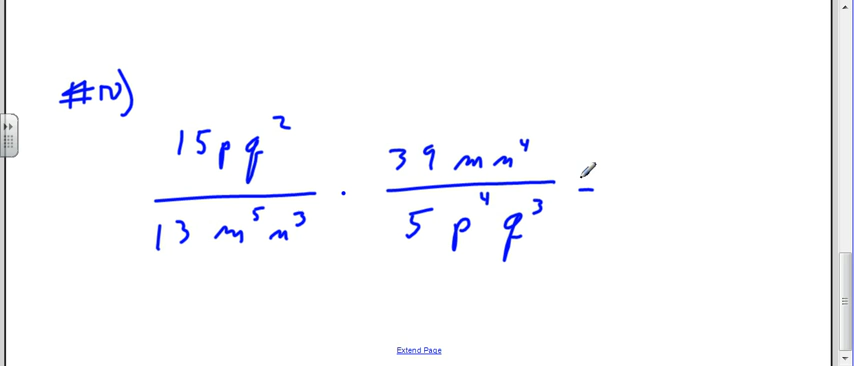 #10)
15pq² / 13m⁵n³ · 39mn⁴ / 5p⁴q³ =
Extend Page